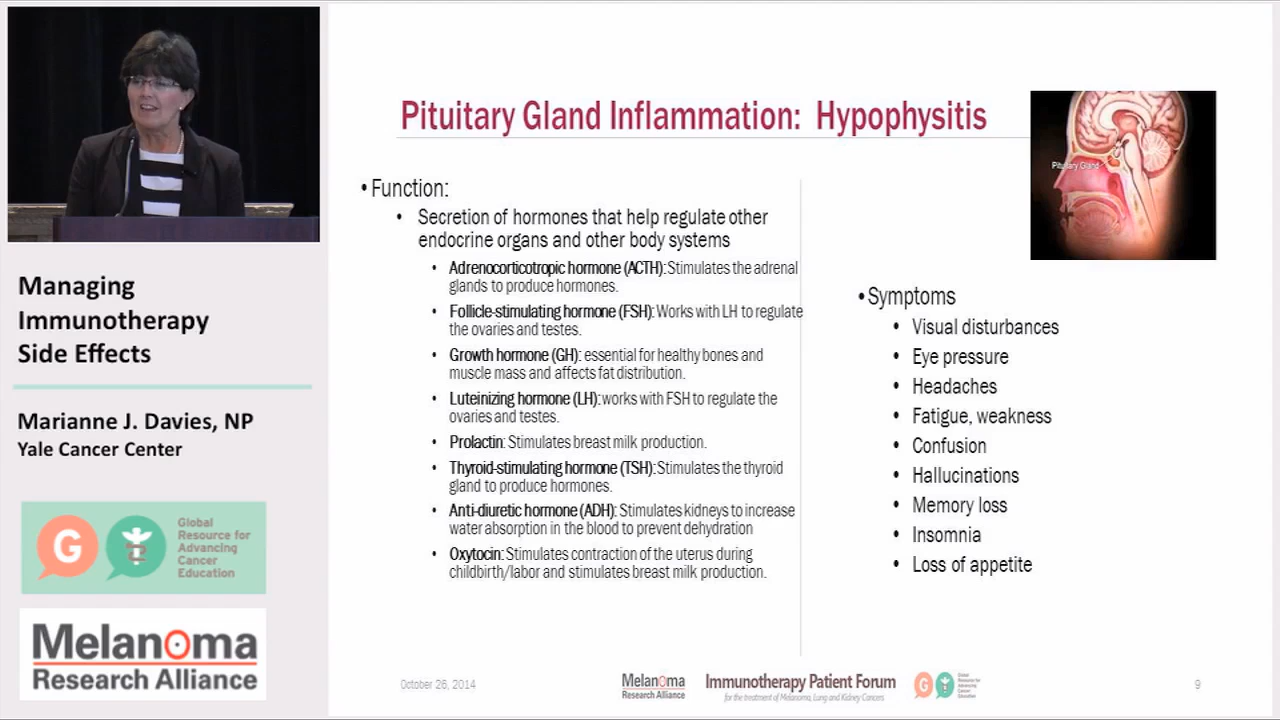 Pituitary Gland Inflammation: Hypophysitis
Pituitary Gland
• Function:
• Secretion of hormones that help regulate other
endocrine organs and other body systems
• Adrenocorticotropic hormone (ACTH): Stimulates the adrenal
glands to produce hormones.
• Follicle-stimulating hormone (FSH): Works with LH to regulate
the ovaries and testes.
• Growth hormone (GH): essential for healthy bones and
muscle mass and affects fat distribution.
• Luteinizing hormone (LH): works with FSH to regulate the
ovaries and testes.
• Prolactin: Stimulates breast milk production.
• Thyroid-stimulating hormone (TSH): Stimulates the thyroid
gland to produce hormones.
• Anti-diuretic hormone (ADH): Stimulates kidneys to increase
water absorption in the blood to prevent dehydration
• Oxytocin: Stimulates contraction of the uterus during
childbirth/labor and stimulates breast milk production.
• Symptoms
• Visual disturbances
• Eye pressure
• Headaches
• Fatigue, weakness
• Confusion
• Hallucinations
• Memory loss
• Insomnia
• Loss of appetite
Managing
Immunotherapy
Side Effects
Marianne J. Davies, NP
Yale Cancer Center
G
Global
Resource for
Advancing
Cancer
Education
Melanoma
Research Alliance
October 26, 2014
Melanoma
Research Alliance
Immunotherapy Patient Forum
for the treatment of Melanoma, Lung and Kidney Cancers
G
Global
Resource for
Advancing
Cancer
Education
9